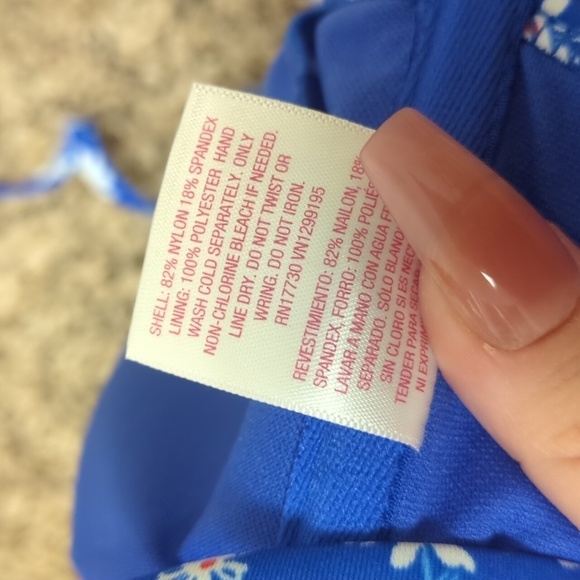 SHELL: 82% NYLON 18% SPANDEX
LINING: 100% POLYESTER HAND
WASH COLD SEPARATELY. ONLY
NON-CHLORINE BLEACH IF NEEDED.
LINE DRY. DO NOT TWIST OR
WRING. DO NOT IRON.
RN17730 VN1299195
REVESTIMIENTO: 82% NAILON, 18%
SPANDEX. FORRO: 100%
LAVAR A MANO CON AGUA
SEPARADO. SOLO
SIN CLORO SI ES
TENDER PARA
NI